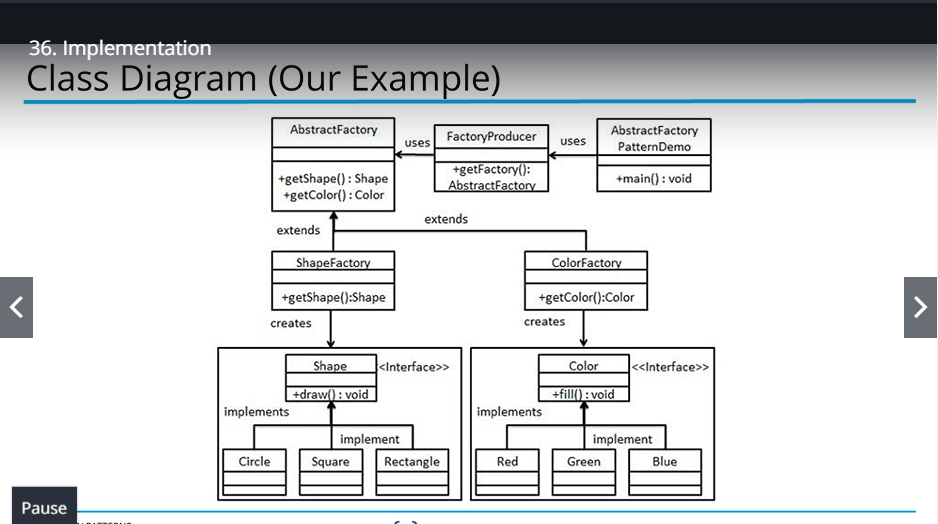 36. Implementation
Class Diagram (Our Example)
AbstractFactory
+getShape() : Shape
+getColor() : Color
uses
FactoryProducer
+getFactory():
AbstractFactory
uses
AbstractFactory
PatternDemo
+main() : void
extends
extends
ShapeFactory
+getShape():Shape
ColorFactory
+getColor():Color
creates
creates
Shape
<<Interface>>
+draw() : void
implements
implement
Circle
Square
Rectangle
Color
<<Interface>>
+fill() : void
implements
implement
Red
Green
Blue
Pause